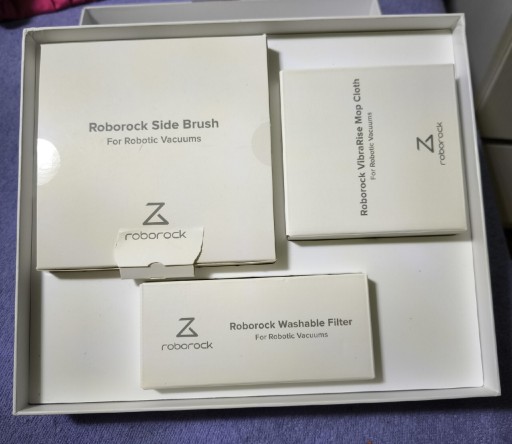 Roborock Side Brush
For Robotic Vacuums
roborock
Roborock VibraRise Mop Cloth
For Robotic Vacuums
roborock
roborock
Roborock Washable Filter
For Robotic Vacuums